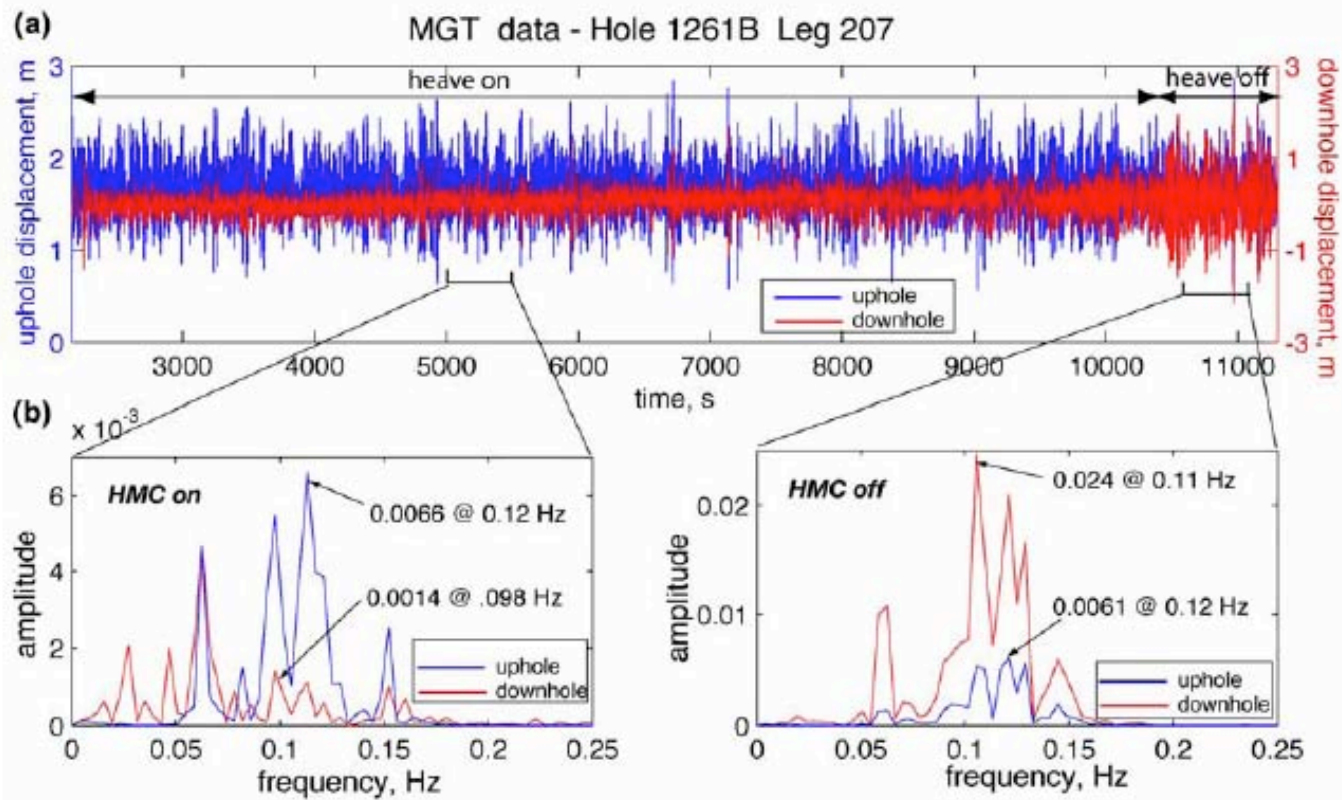 (a)
MGT data - Hole 1261B Leg 207
uphole displacement, m
3
2
1
0
heave on
heave off
3
1
-1
-3
downhole displacement, m
uphole
downhole
3000 4000 5000 6000 7000 8000 9000 10000 11000
time, s
(b)
x 10-3
amplitude
6
4
2
0
HMC on
0.0066 @ 0.12 Hz
0.0014 @ .098 Hz
uphole
downhole
0 0.05 0.1 0.15 0.2 0.25
frequency, Hz
amplitude
0.02
0.01
0
HMC off
0.024 @ 0.11 Hz
0.0061 @ 0.12 Hz
uphole
downhole
0 0.05 0.1 0.15 0.2 0.25
frequency, Hz